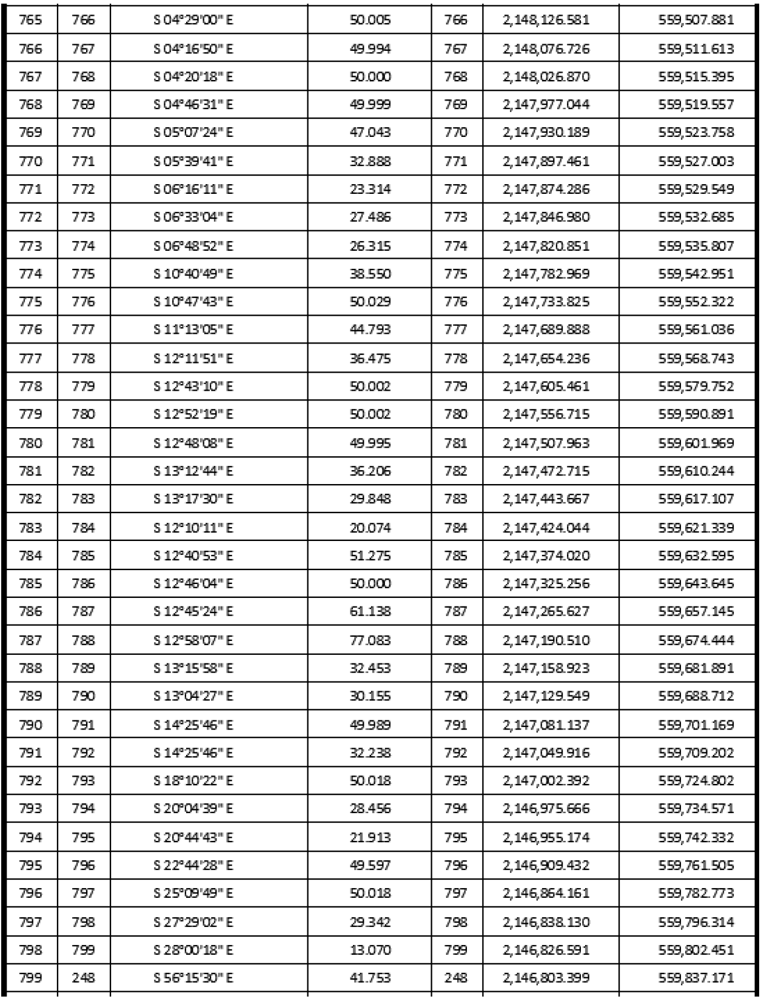 765 766 S 04°29'00" E 50.005 766 2,148,126.581 559,507.881
766 767 S 04°16'50" E 49.994 767 2,148,076.726 559,511.613
767 768 S 04°20'18" E 50.000 768 2,148,026.870 559,515.395
768 769 S 04°46'31" E 49.999 769 2,147,977.044 559,519.557
769 770 S 05°07'24" E 47.043 770 2,147,930.189 559,523.758
770 771 S 05°39'41" E 32.888 771 2,147,897.461 559,527.003
771 772 S 06°16'11" E 23.314 772 2,147,874.286 559,529.549
772 773 S 06°33'04" E 27.486 773 2,147,846.980 559,532.685
773 774 S 06°48'52" E 26.315 774 2,147,820.851 559,535.807
774 775 S 10°40'49" E 38.550 775 2,147,782.969 559,542.951
775 776 S 10°47'43" E 50.029 776 2,147,733.825 559,552.322
776 777 S 11°13'05" E 44.793 777 2,147,689.888 559,561.036
777 778 S 12°11'51" E 36.475 778 2,147,654.236 559,568.743
778 779 S 12°43'10" E 50.002 779 2,147,605.461 559,579.752
779 780 S 12°52'19" E 50.002 780 2,147,556.715 559,590.891
780 781 S 12°48'08" E 49.995 781 2,147,507.963 559,601.969
781 782 S 13°12'44" E 36.206 782 2,147,472.715 559,610.244
782 783 S 13°17'30" E 29.848 783 2,147,443.667 559,617.107
783 784 S 12°10'11" E 20.074 784 2,147,424.044 559,621.339
784 785 S 12°40'53" E 51.275 785 2,147,374.020 559,632.595
785 786 S 12°46'04" E 50.000 786 2,147,325.256 559,643.645
786 787 S 12°45'24" E 61.138 787 2,147,265.627 559,657.145
787 788 S 12°58'07" E 77.083 788 2,147,190.510 559,674.444
788 789 S 13°15'58" E 32.453 789 2,147,158.923 559,681.891
789 790 S 13°04'27" E 30.155 790 2,147,129.549 559,688.712
790 791 S 14°25'46" E 49.989 791 2,147,081.137 559,701.169
791 792 S 14°25'46" E 32.238 792 2,147,049.916 559,709.202
792 793 S 18°10'22" E 50.018 793 2,147,002.392 559,724.802
793 794 S 20°04'39" E 28.456 794 2,146,975.666 559,734.571
794 795 S 20°44'43" E 21.913 795 2,146,955.174 559,742.332
795 796 S 22°44'28" E 49.597 796 2,146,909.432 559,761.505
796 797 S 25°09'49" E 50.018 797 2,146,864.161 559,782.773
797 798 S 27°29'02" E 29.342 798 2,146,838.130 559,796.314
798 799 S 28°00'18" E 13.070 799 2,146,826.591 559,802.451
799 248 S 56°15'30" E 41.753 248 2,146,803.399 559,837.171